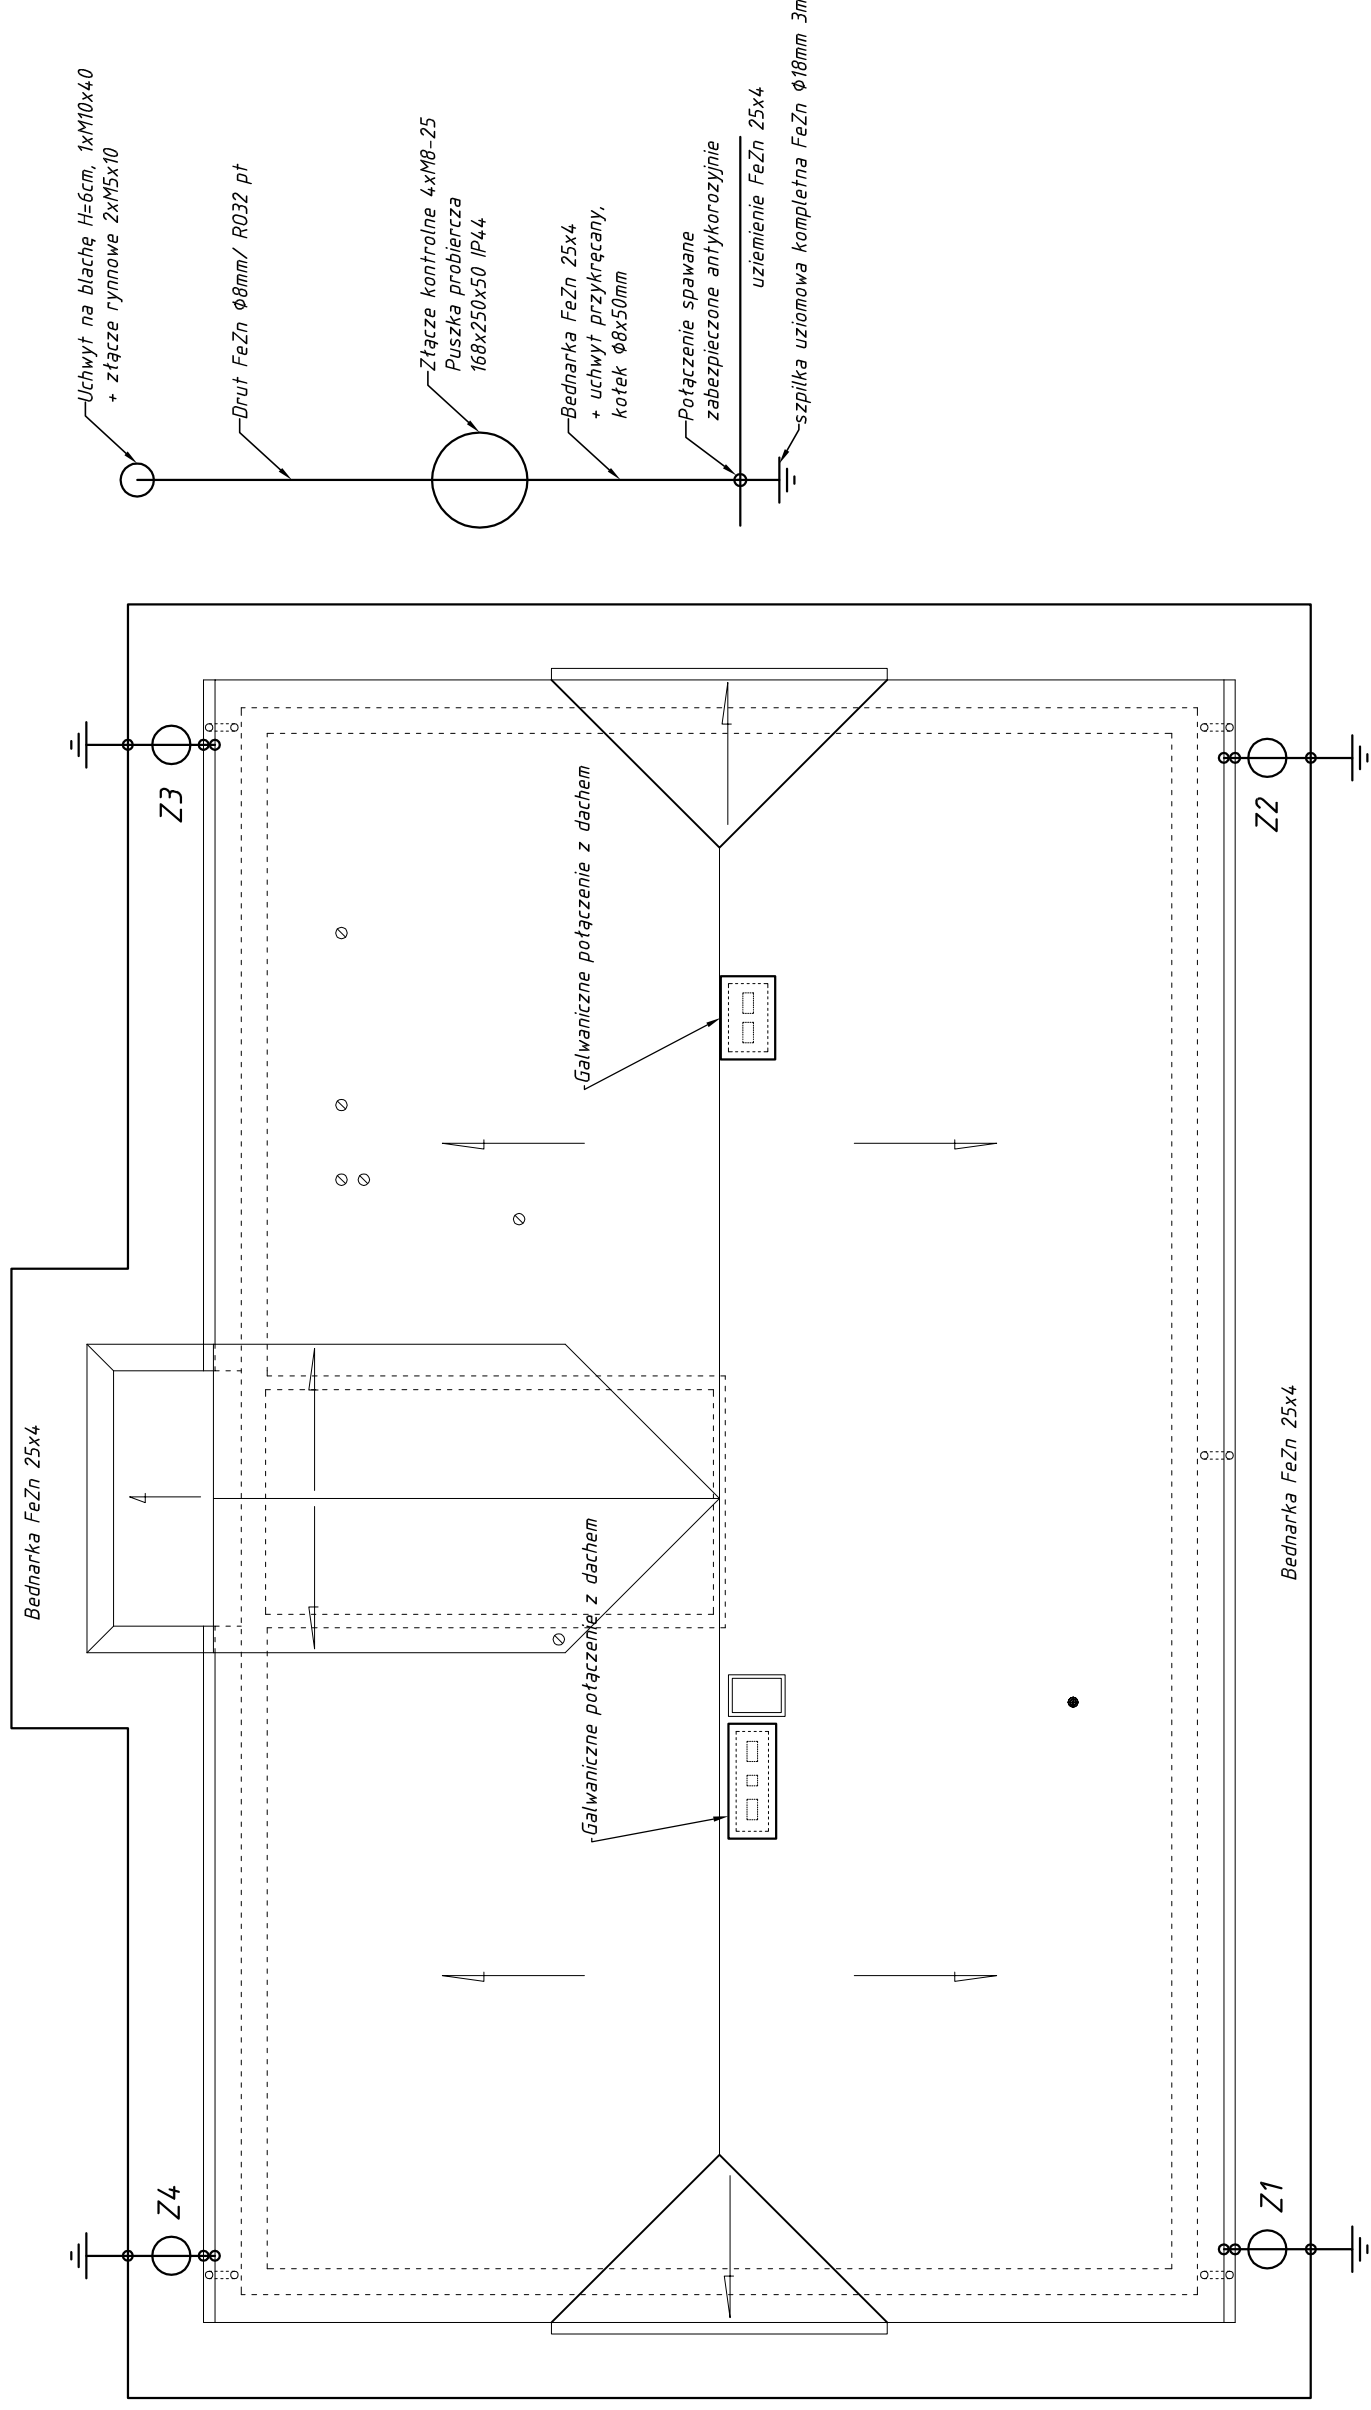 Uchwyt na blachę H=6cm, 1xM10x40
+ złącze rynnowe 2xM5x10
Drut FeZn Φ8mm/ RO32 pt
Złącze kontrolne 4xM8-25
Puszka probiercza
168x250x50 IP44
Bednarka FeZn 25x4
+ uchwyt przykręcany,
kołek Φ8x50mm
Połączenie spawane
zabezpieczone antykorozyjnie
uziemienie FeZn 25x4
szpilka uziomowa kompletna FeZn Φ18mm 3m
Z3
Z2
Galwaniczne połączenie z dachem
Bednarka FeZn 25x4
Galwaniczne połączenie z dachem
Bednarka FeZn 25x4
Z4
Z1